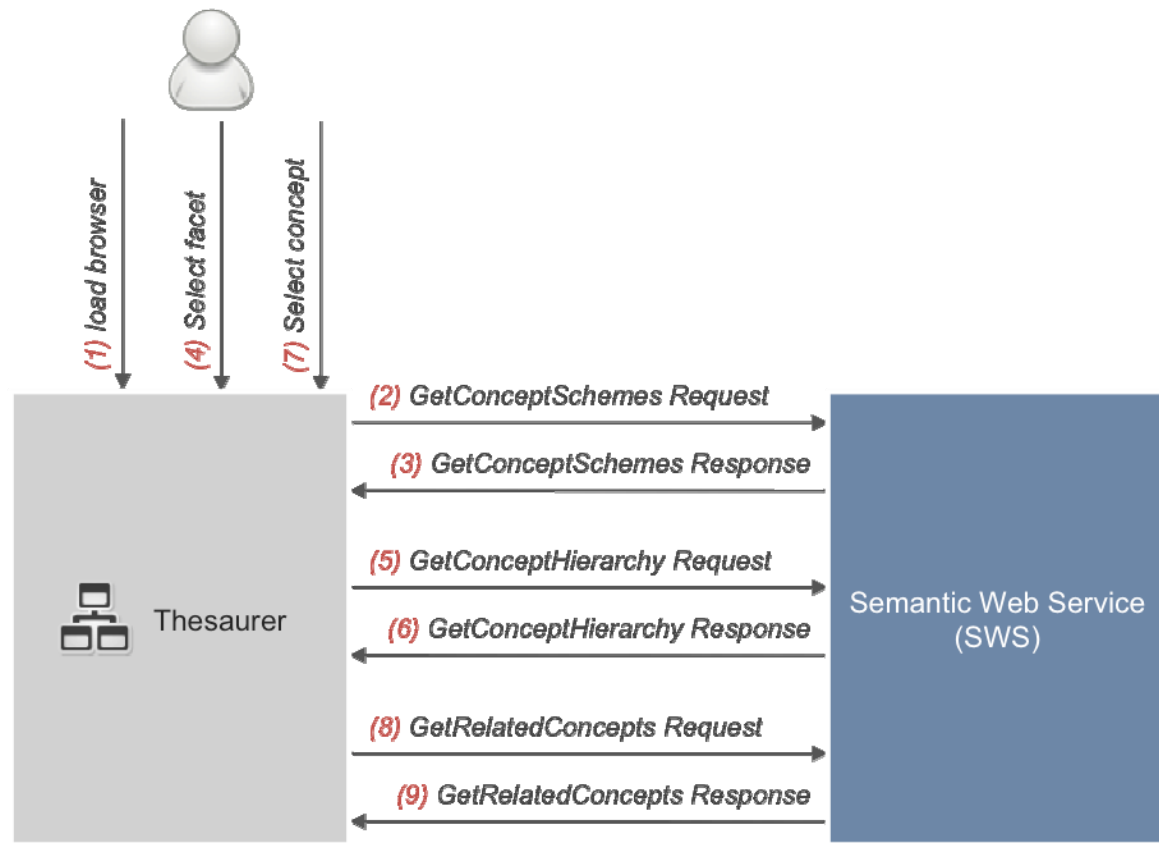 (1) load browser
(4) Select facet
(7) Select concept
(2) GetConceptSchemes Request
(3) GetConceptSchemes Response
(5) GetConceptHierarchy Request
(6) GetConceptHierarchy Response
(8) GetRelatedConcepts Request
(9) GetRelatedConcepts Response
Thesaurer
Semantic Web Service
(SWS)